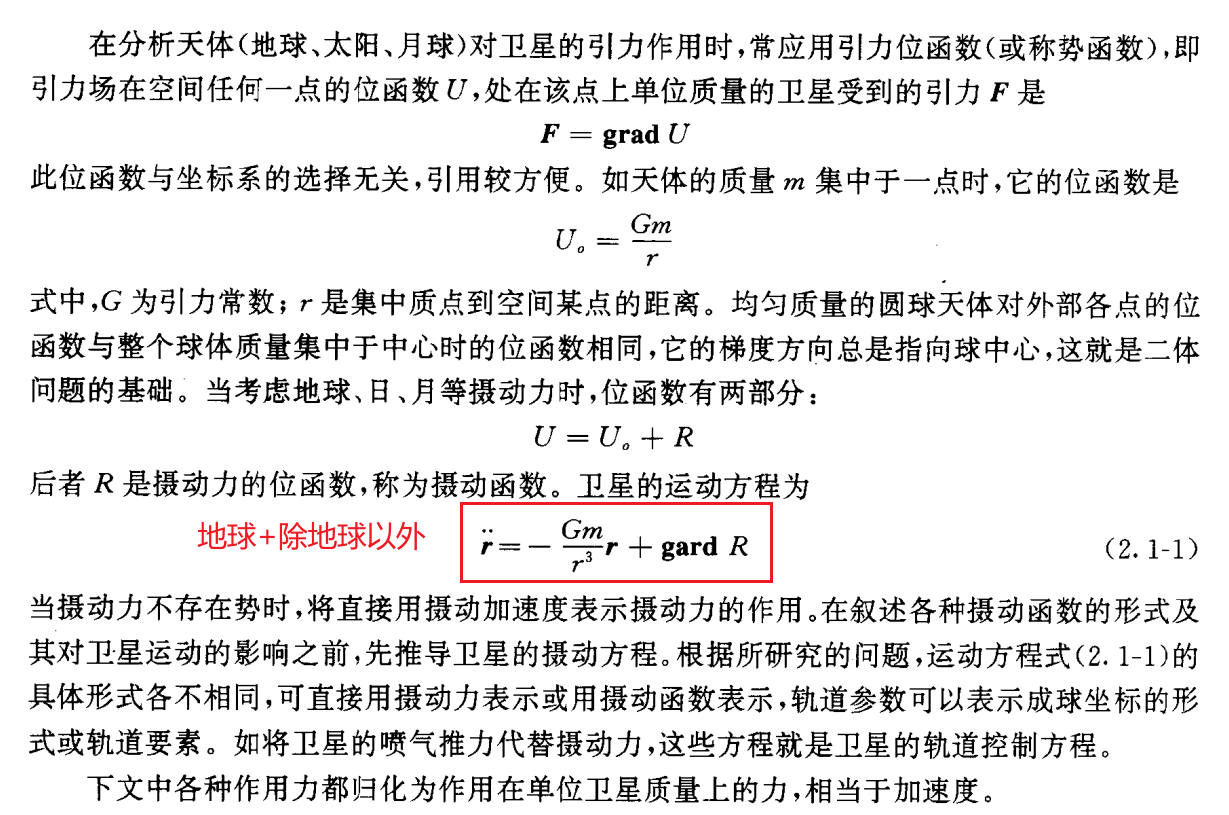 在分析天体(地球、太阳、月球)对卫星的引力作用时,常应用引力位函数(或称势函数),即
引力场在空间任何一点的位函数 U,处在该点上单位质量的卫星受到的引力 F 是
F = grad U
此位函数与坐标系的选择无关,引用较方便。如天体的质量 m 集中于一点时,它的位函数是
U。= Gm/r
式中,G 为引力常数; r 是集中质点到空间某点的距离。均匀质量的圆球天体对外部各点的位
函数与整个球体质量集中于中心时的位函数相同,它的梯度方向总是指向球中心,这就是二体
问题的基础。当考虑地球、日、月等摄动力时,位函数有两部分:
U = U。+ R
后者 R 是摄动力的位函数,称为摄动函数。卫星的运动方程为
地球+除地球以外 r̈ = − Gm/r³ r + gard R (2.1-1)
当摄动力不存在势时,将直接用摄动加速度表示摄动力的作用。在叙述各种摄动函数的形式及
其对卫星运动的影响之前,先推导卫星的摄动方程。根据所研究的问题,运动方程式(2.1-1)的
具体形式各不相同,可直接用摄动力表示或用摄动函数表示,轨道参数可以表示成球坐标的形
式或轨道要素。如将卫星的喷气推力代替摄动力,这些方程就是卫星的轨道控制方程。
下文中各种作用力都归化为作用在单位卫星质量上的力,相当于加速度。